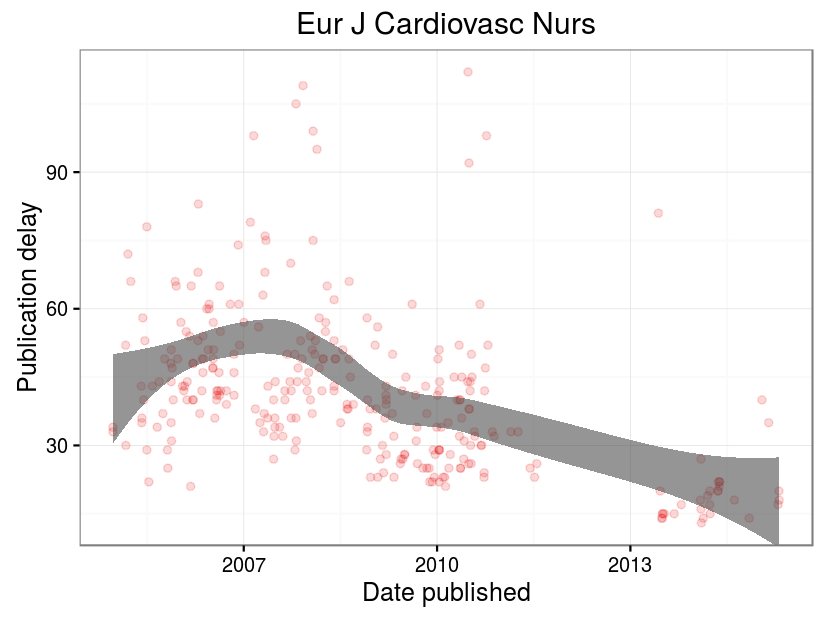 Eur J Cardiovasc Nurs
Publication delay
90
60
30
2007 2010 2013
Date published